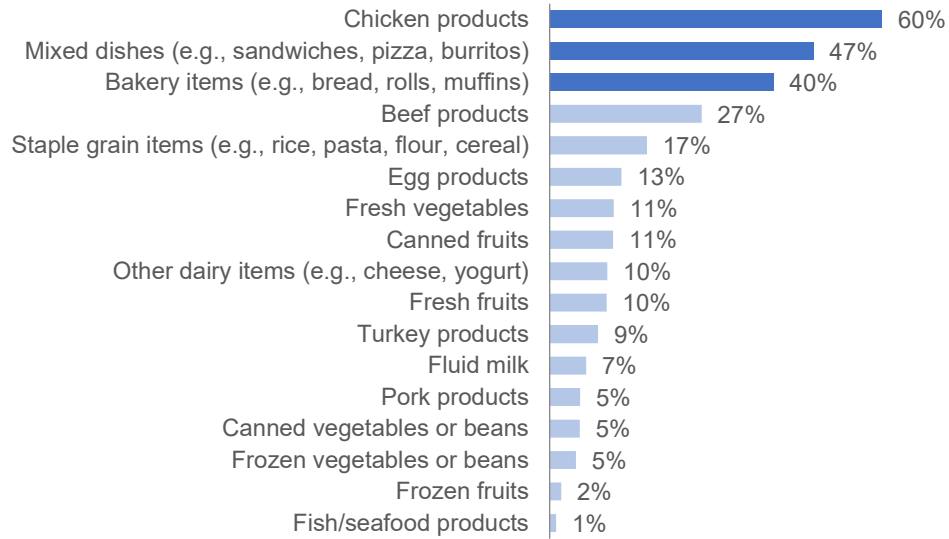 Chicken products 60%
Mixed dishes (e.g., sandwiches, pizza, burritos) 47%
Bakery items (e.g., bread, rolls, muffins) 40%
Beef products 27%
Staple grain items (e.g., rice, pasta, flour, cereal) 17%
Egg products 13%
Fresh vegetables 11%
Canned fruits 11%
Other dairy items (e.g., cheese, yogurt) 10%
Fresh fruits 10%
Turkey products 9%
Fluid milk 7%
Pork products 5%
Canned vegetables or beans 5%
Frozen vegetables or beans 5%
Frozen fruits 2%
Fish/seafood products 1%